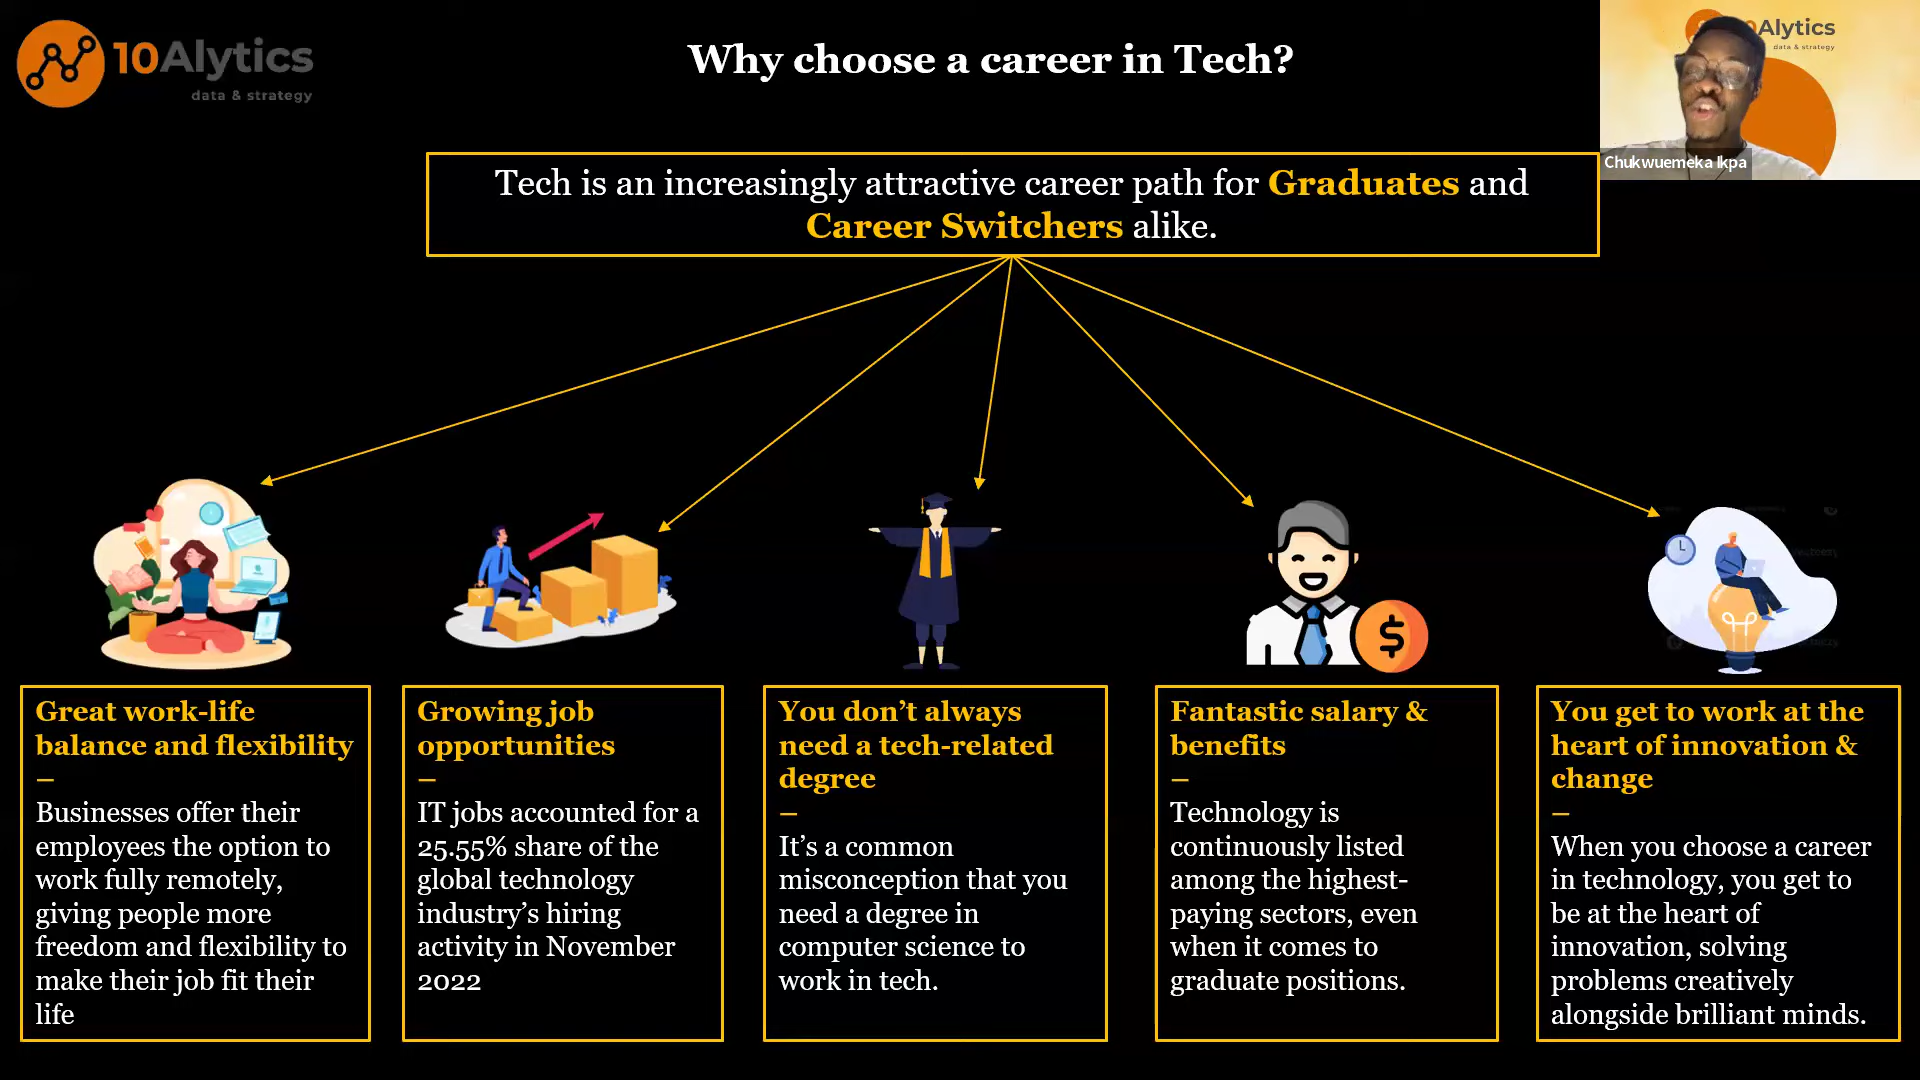 10Alytics
data & strategy
Why choose a career in Tech?
Alytics
data & strategy
Chukwuemeka Ikpa
Tech is an increasingly attractive career path for Graduates and
Career Switchers alike.
Great work-life
balance and flexibility
–
Businesses offer their
employees the option to
work fully remotely,
giving people more
freedom and flexibility to
make their job fit their
life
Growing job
opportunities
–
IT jobs accounted for a
25.55% share of the
global technology
industry’s hiring
activity in November
2022
You don’t always
need a tech-related
degree
–
It’s a common
misconception that you
need a degree in
computer science to
work in tech.
Fantastic salary &
benefits
–
Technology is
continuously listed
among the highest-
paying sectors, even
when it comes to
graduate positions.
You get to work at the
heart of innovation &
change
–
When you choose a career
in technology, you get to
be at the heart of
innovation, solving
problems creatively
alongside brilliant minds.